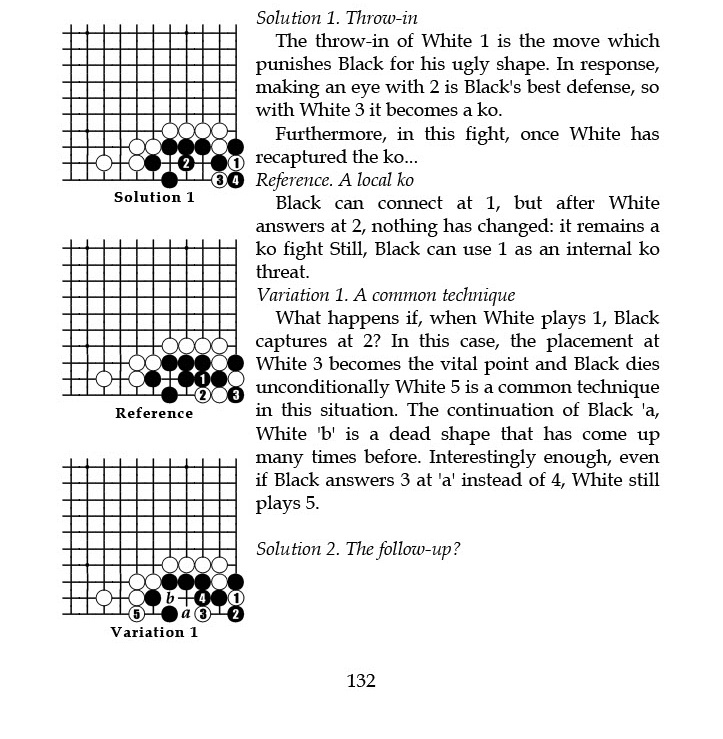 Solution 1. Throw-in
The throw-in of White 1 is the move which
punishes Black for his ugly shape. In response,
making an eye with 2 is Black's best defense, so
with White 3 it becomes a ko.
Furthermore, in this fight, once White has
recaptured the ko...
2
1
3 4
Solution 1
Reference. A local ko
Black can connect at 1, but after White
answers at 2, nothing has changed: it remains a
ko fight Still, Black can use 1 as an internal ko
threat.
1
2 3
Reference
Variation 1. A common technique
What happens if, when White plays 1, Black
captures at 2? In this case, the placement at
White 3 becomes the vital point and Black dies
unconditionally White 5 is a common technique
in this situation. The continuation of Black 'a,
White 'b' is a dead shape that has come up
many times before. Interestingly enough, even
if Black answers 3 at 'a' instead of 4, White still
plays 5.
b 4 1
5 a 3 2
Variation 1
Solution 2. The follow-up?
132